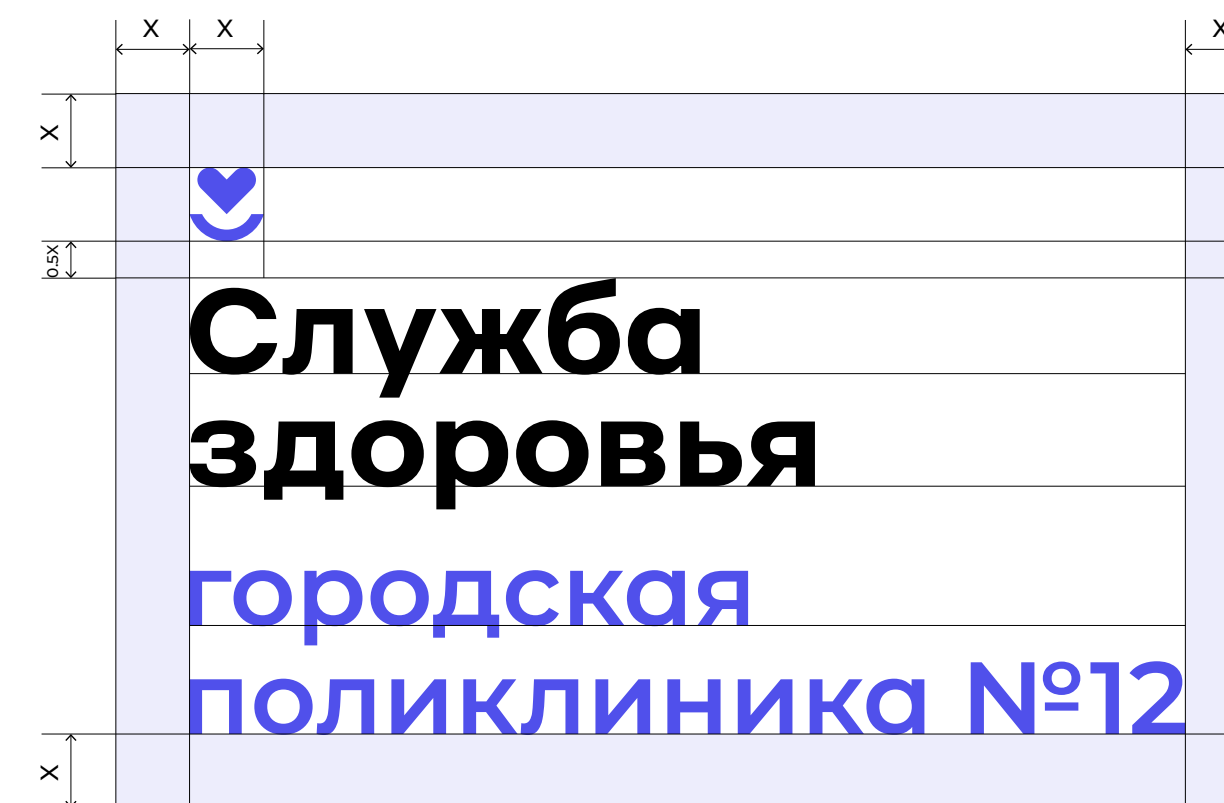 X X X
X
0.5X
Служба
здоровья
городская
поликлиника №12
X